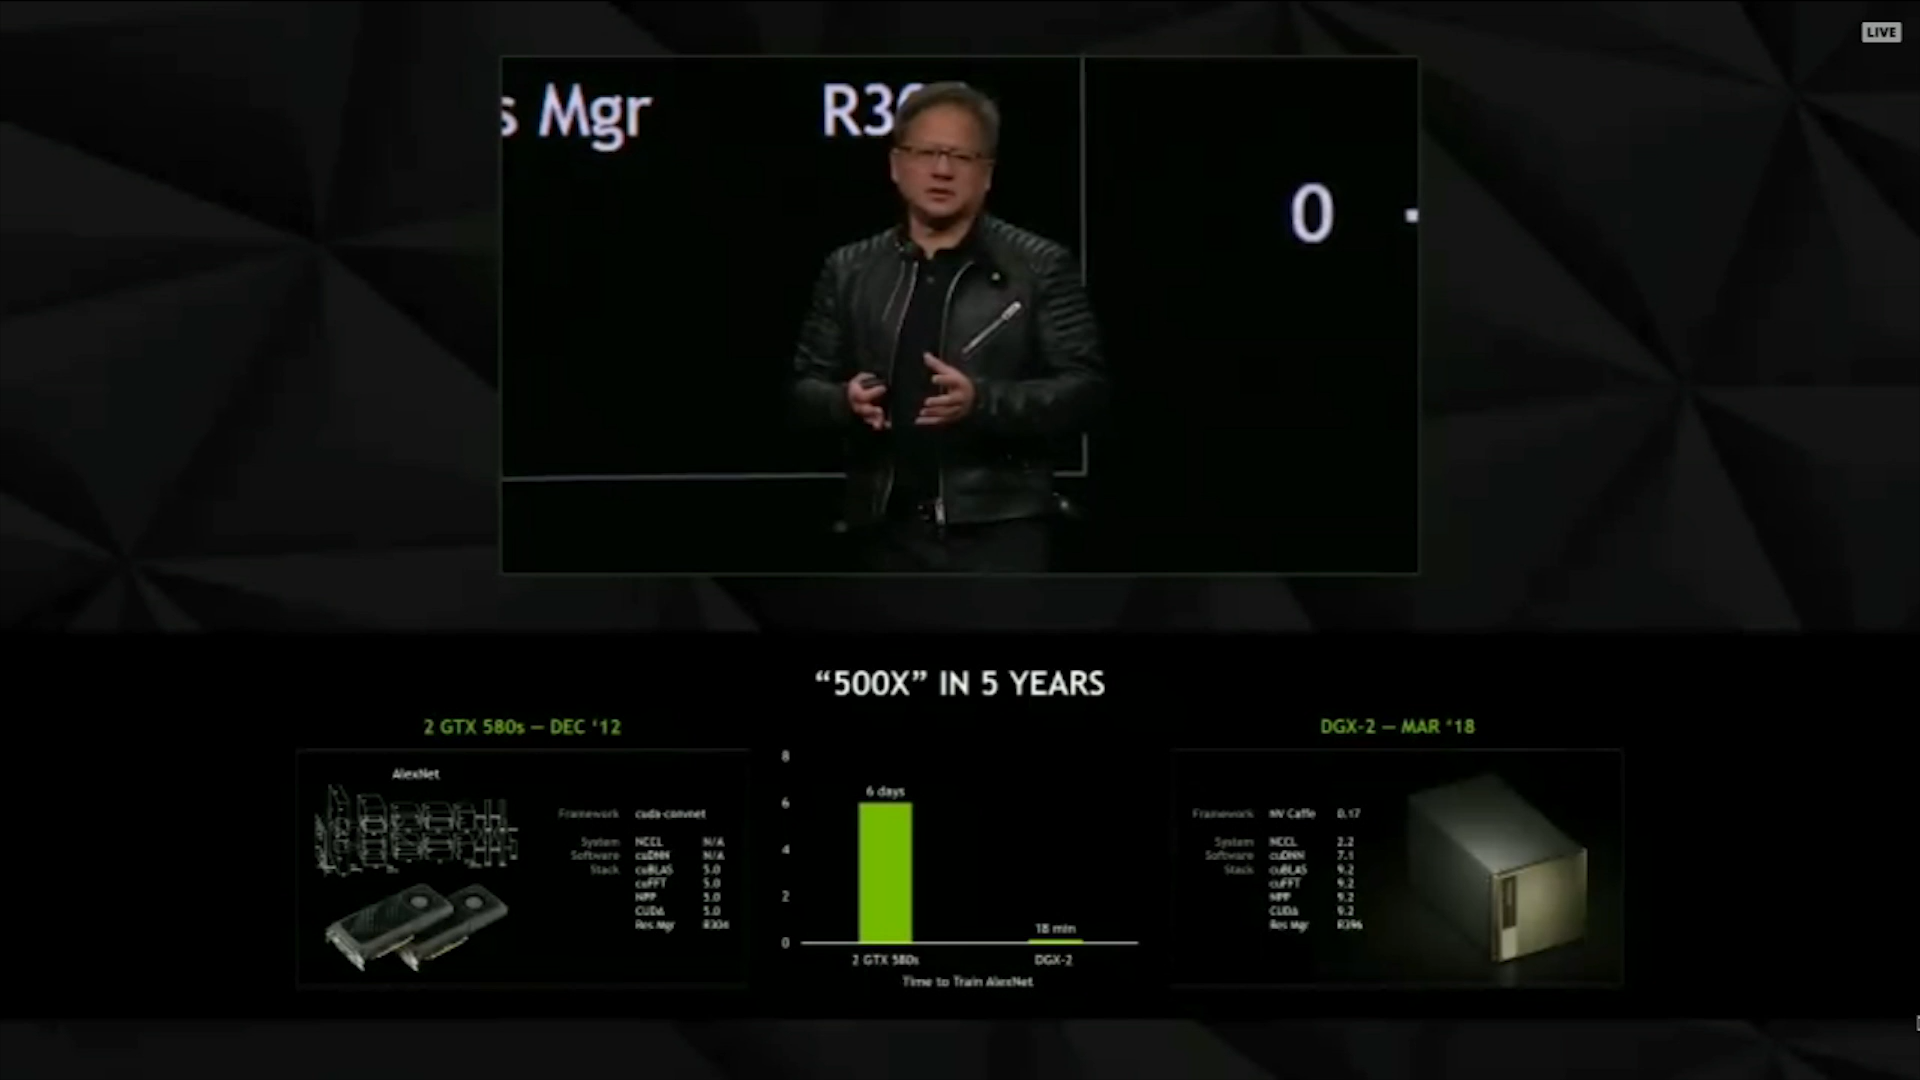 LIVE
s Mgr R3
0
“500X” IN 5 YEARS
2 GTX 580s — DEC ‘12
AlexNet
Framework cuda-convnet
System NCCL N/A
Software cuDNN N/A
Stack cuBLAS 5.0
cuFFT 5.0
NPP 5.0
CUDA 5.0
Res Mgr R304
8
6
4
2
0
6 days
18 min
2 GTX 580s DGX-2
Time to Train AlexNet
DGX-2 — MAR ‘18
Framework NV Caffe 0.17
System NCCL 2.2
Software cuDNN 7.1
Stack cuBLAS 9.2
cuFFT 9.2
NPP 9.2
CUDA 9.2
Res Mgr R396